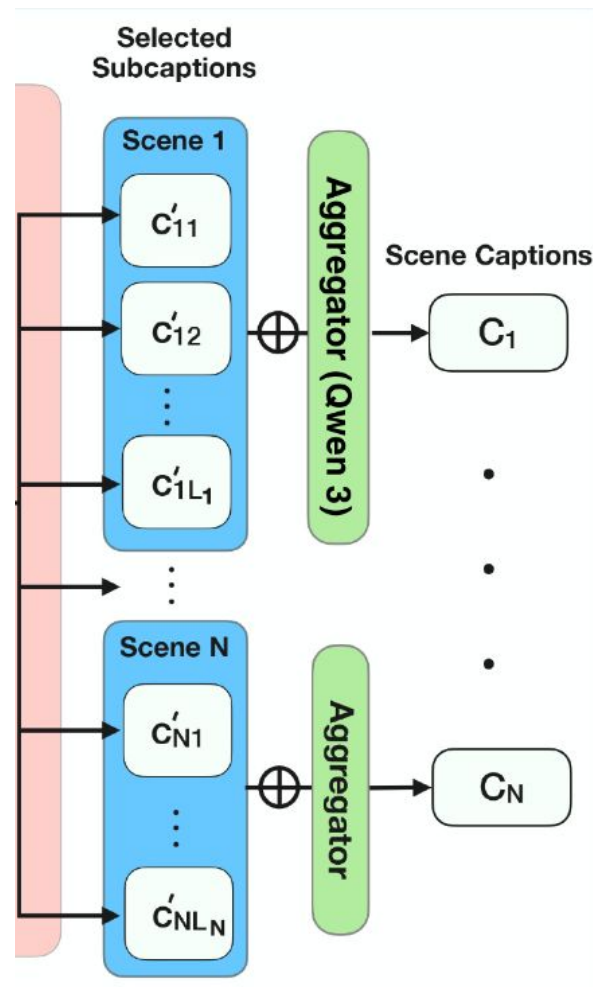 Selected
Subcaptions
Scene 1
c′11
c′12
c′1L1
Aggregator (Qwen 3)
Scene Captions
C1
Scene N
c′N1
c′NLN
Aggregator
CN